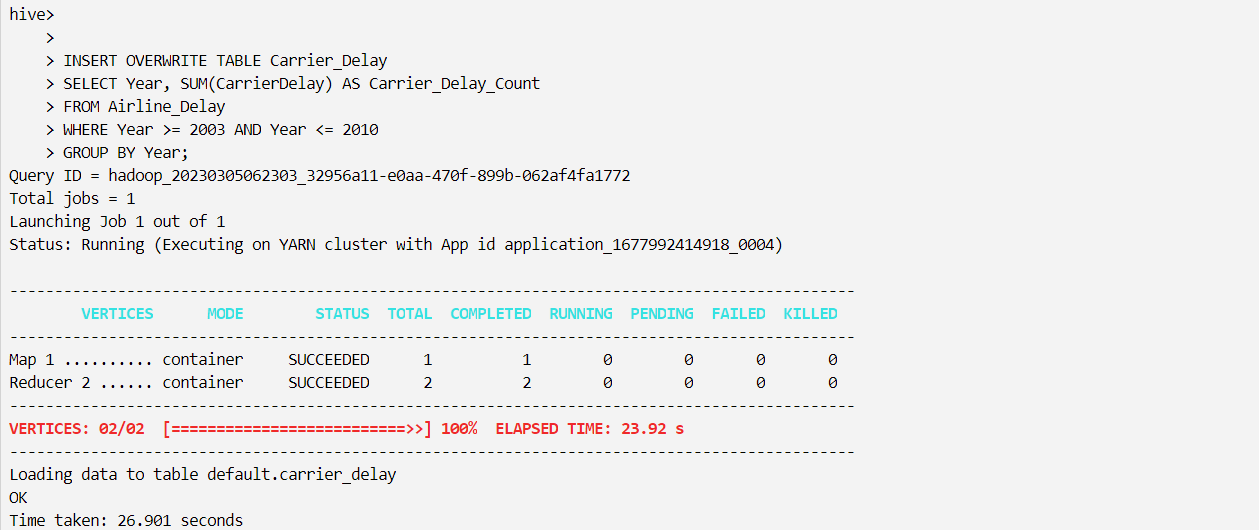 hive>
    >
    > INSERT OVERWRITE TABLE Carrier_Delay
    > SELECT Year, SUM(CarrierDelay) AS Carrier_Delay_Count
    > FROM Airline_Delay
    > WHERE Year >= 2003 AND Year <= 2010
    > GROUP BY Year;
Query ID = hadoop_20230305062303_32956a11-e0aa-470f-899b-062af4fa1772
Total jobs = 1
Launching Job 1 out of 1
Status: Running (Executing on YARN cluster with App id application_1677992414918_0004)

----------------------------------------------------------------------------------------------
        VERTICES      MODE        STATUS  TOTAL  COMPLETED  RUNNING  PENDING  FAILED  KILLED
----------------------------------------------------------------------------------------------
Map 1 .......... container     SUCCEEDED      1          1        0        0       0       0
Reducer 2 ...... container     SUCCEEDED      2          2        0        0       0       0
----------------------------------------------------------------------------------------------
VERTICES: 02/02  [==========================>>] 100%  ELAPSED TIME: 23.92 s
----------------------------------------------------------------------------------------------
Loading data to table default.carrier_delay
OK
Time taken: 26.901 seconds